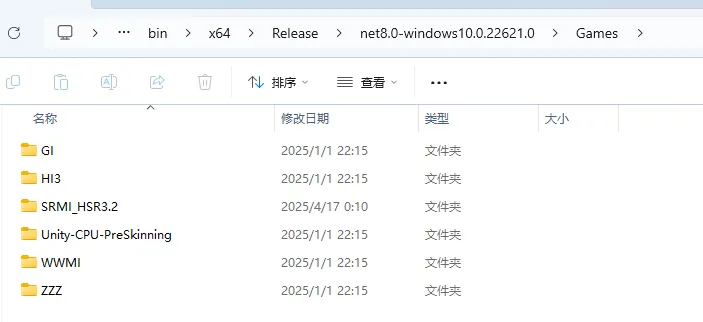 … bin > x64 > Release > net8.0-windows10.0.22621.0 > Games >
排序 查看 ...
名称 修改日期 类型 大小
GI 2025/1/1 22:15 文件夹
HI3 2025/1/1 22:15 文件夹
SRMI_HSR3.2 2025/4/17 0:10 文件夹
Unity-CPU-PreSkinning 2025/1/1 22:15 文件夹
WWMI 2025/1/1 22:15 文件夹
ZZZ 2025/1/1 22:15 文件夹